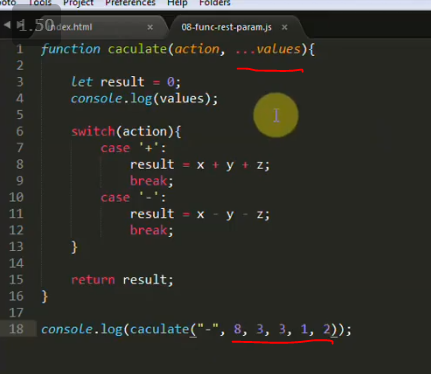 oto Tools Project Preferences Help Folders
1.50
index.html × 08-func-rest-param.js ×
1 function caculate(action, ...values){
2
3 let result = 0;
4 console.log(values);
5
6 switch(action){
7 case '+':
8 result = x + y + z;
9 break;
10 case '-':
11 result = x - y - z;
12 break;
13 }
14
15 return result;
16 }
17
18 console.log(caculate("-", 8, 3, 3, 1, 2));